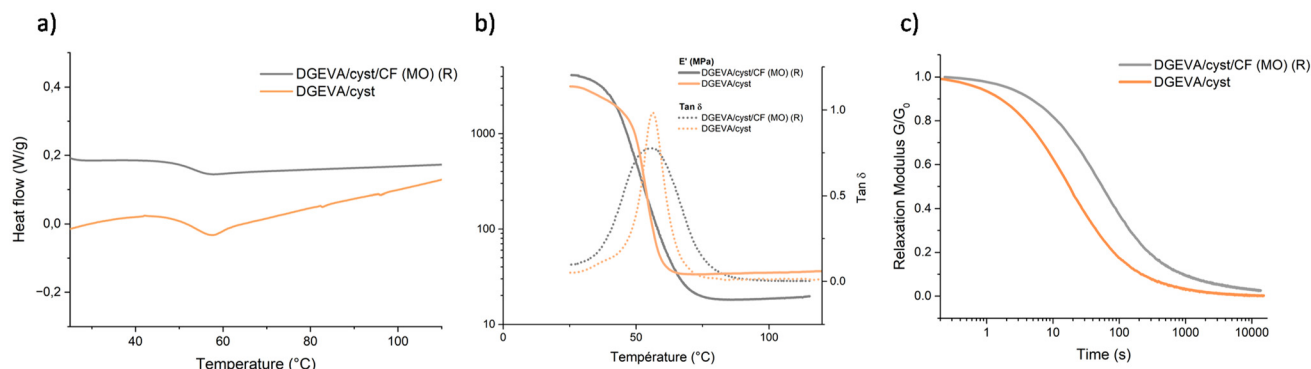 a)
DGEVA/cyst/CF (MO) (R)
DGEVA/cyst
0,4
0,2
0,0
−0,2
Heat flow (W/g)
40
60
80
100
Temperature (°C)
b)
E' (MPa)
DGEVA/cyst/CF (MO) (R)
DGEVA/cyst
Tan δ
DGEVA/cyst/CF (MO) (R)
DGEVA/cyst
1000
100
10
1.0
0.5
0.0
Tan δ
0
50
100
Température (°C)
c)
DGEVA/cyst/CF (MO) (R)
DGEVA/cyst
1.0
0.8
0.6
0.4
0.2
0.0
Relaxation Modulus G/G₀
1
10
100
1000
10000
Time (s)